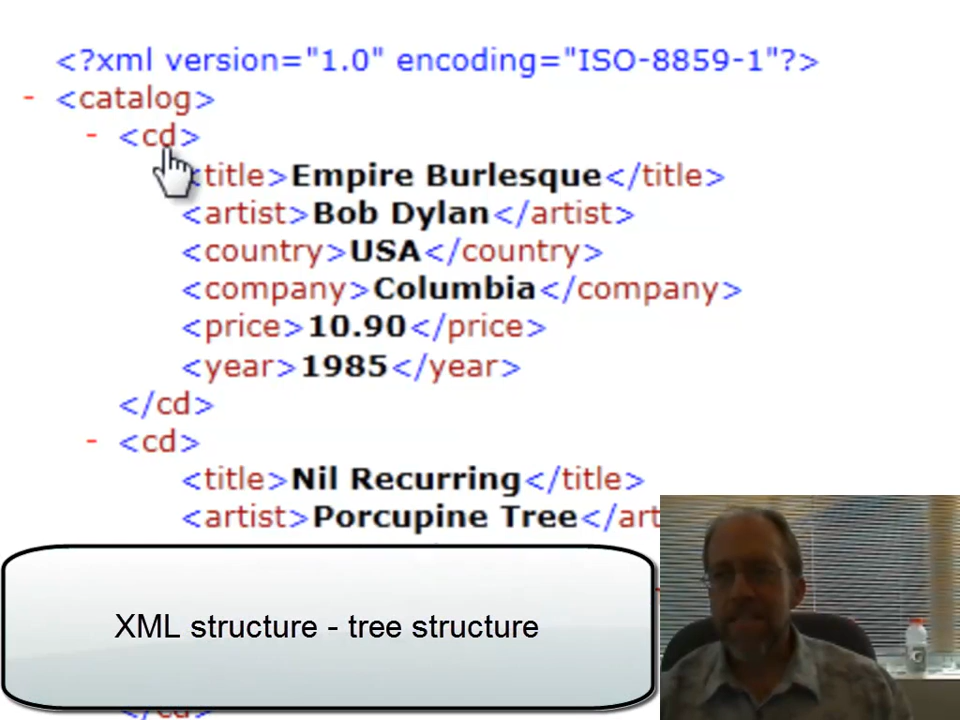 <?xml version="1.0" encoding="ISO-8859-1"?>
- <catalog>
- <cd>
<title>Empire Burlesque</title>
<artist>Bob Dylan</artist>
<country>USA</country>
<company>Columbia</company>
<price>10.90</price>
<year>1985</year>
</cd>
- <cd>
<title>Nil Recurring</title>
<artist>Porcupine Tree</art
XML structure - tree structure
</cd>